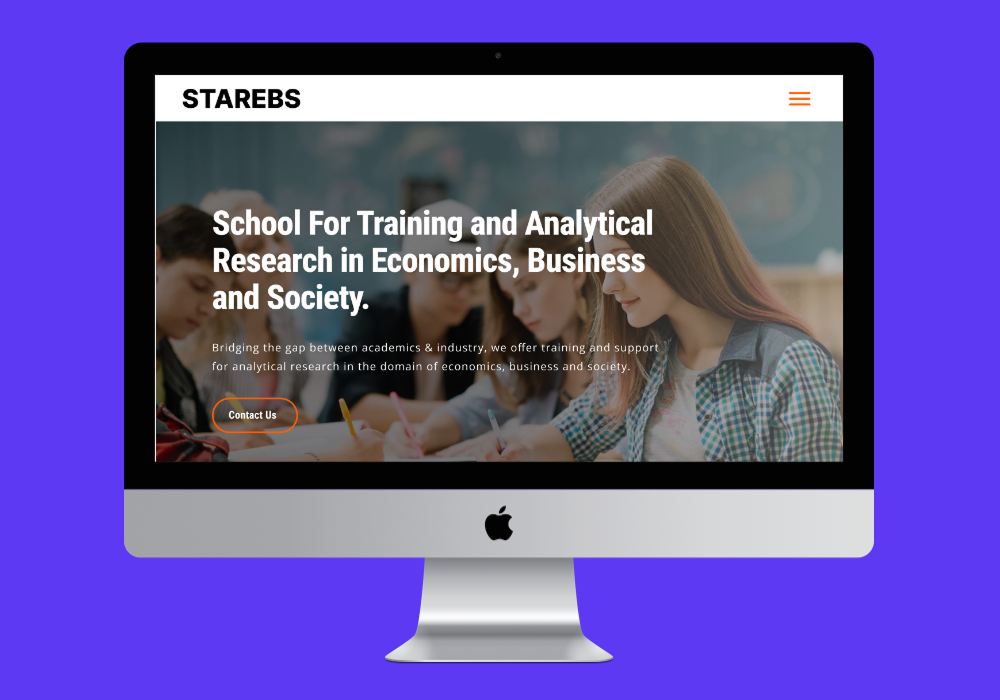 STAREBS
School For Training and Analytical
Research in Economics, Business
and Society.
Bridging the gap between academics & industry, we offer training and support
for analytical research in the domain of economics, business and society.
Contact Us